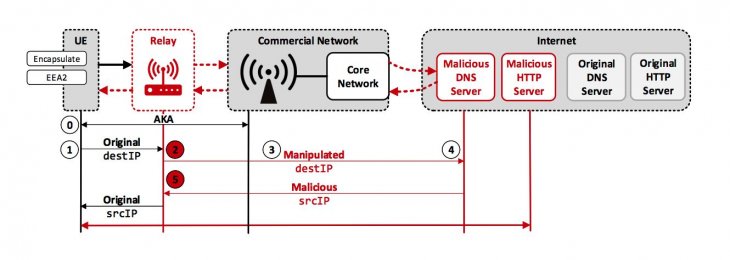 UE
Relay
Commercial Network
Internet
Encapsulate
EEA2
Core
Network
Malicious
DNS
Server
Malicious
HTTP
Server
Original
DNS
Server
Original
HTTP
Server
0
AKA
1
Original
destIP
2
3
Manipulated
destIP
4
5
Malicious
srcIP
Original
srcIP